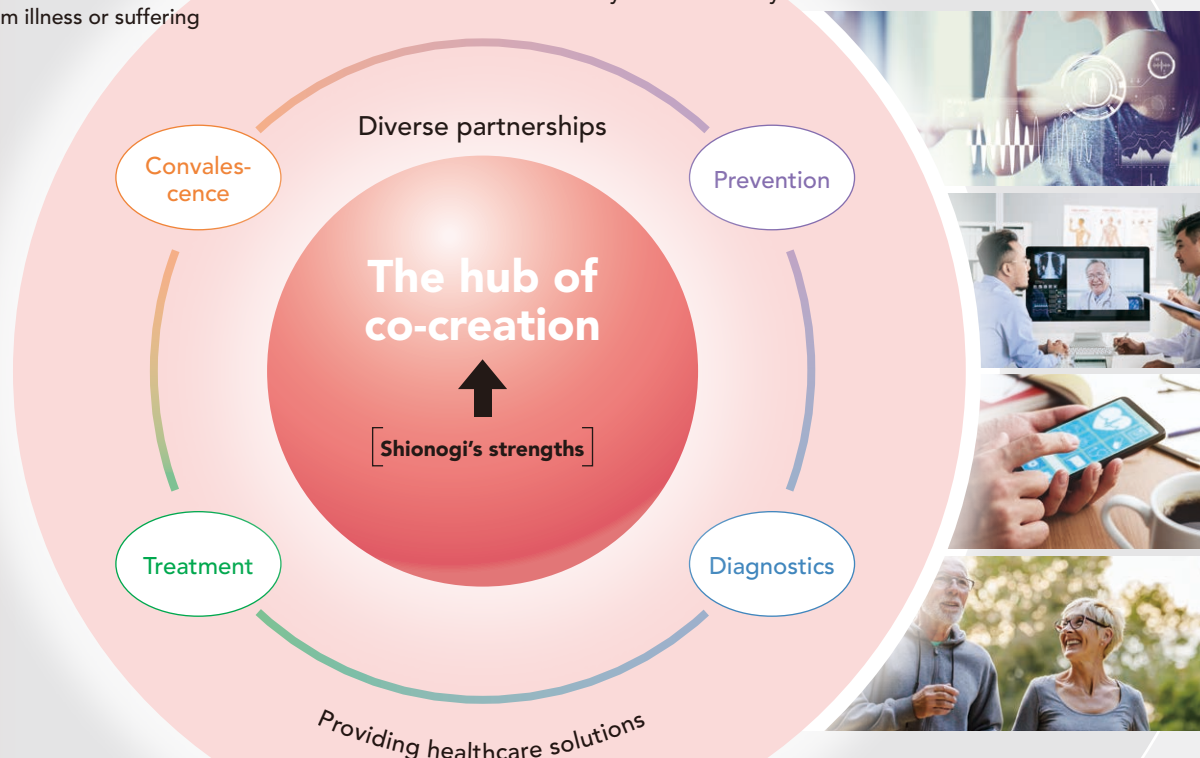 m illness or suffering
Diverse partnerships
Convales-
cence
Prevention
The hub of
co-creation
Shionogi's strengths
Treatment
Diagnostics
Providing healthcare solutions